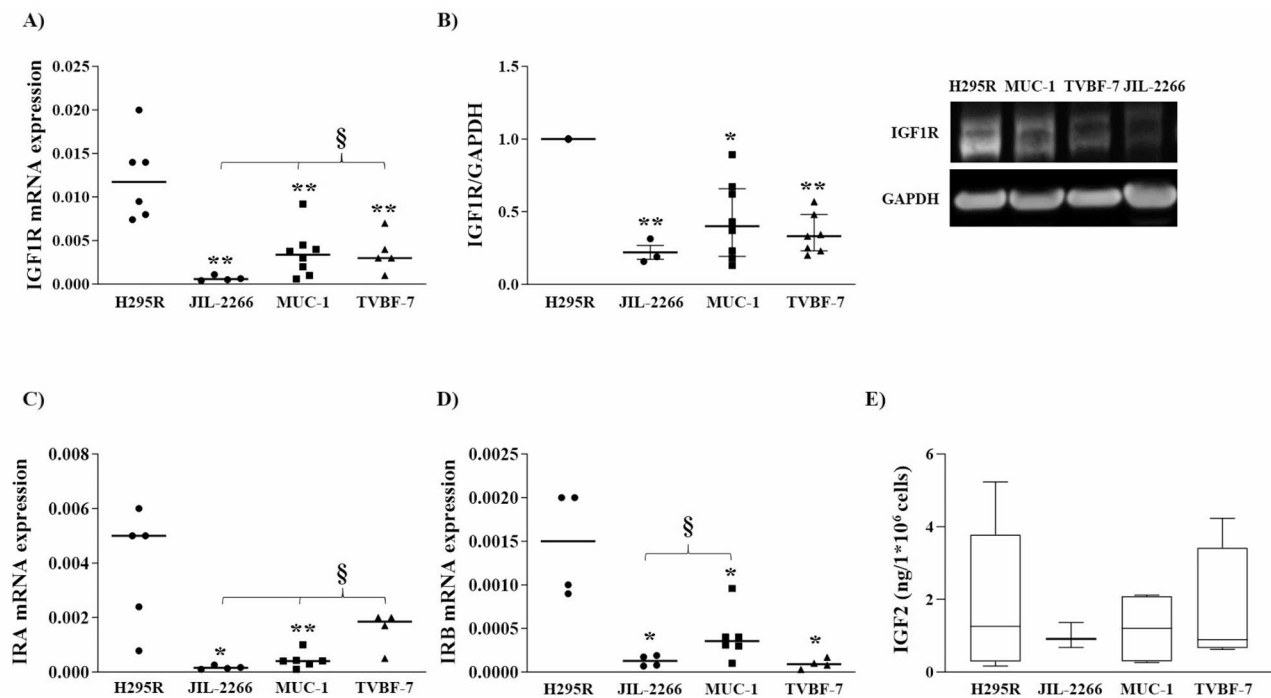 A)
IGF1R mRNA expression
0.025
0.020
0.015
0.010
0.005
0.000
§
**
**
**
H295R JIL-2266 MUC-1 TVBF-7
B)
IGF1R/GAPDH
1.5
1.0
0.5
0.0
**
*
**
H295R JIL-2266 MUC-1 TVBF-7
H295R MUC-1 TVBF-7 JIL-2266
IGF1R
GAPDH
C)
IRA mRNA expression
0.008
0.006
0.004
0.002
0.000
§
*
**
H295R JIL-2266 MUC-1 TVBF-7
D)
IRB mRNA expression
0.0025
0.0020
0.0015
0.0010
0.0005
0.0000
§
*
*
*
H295R JIL-2266 MUC-1 TVBF-7
E)
IGF2 (ng/1*10⁶ cells)
6
4
2
0
H295R JIL-2266 MUC-1 TVBF-7